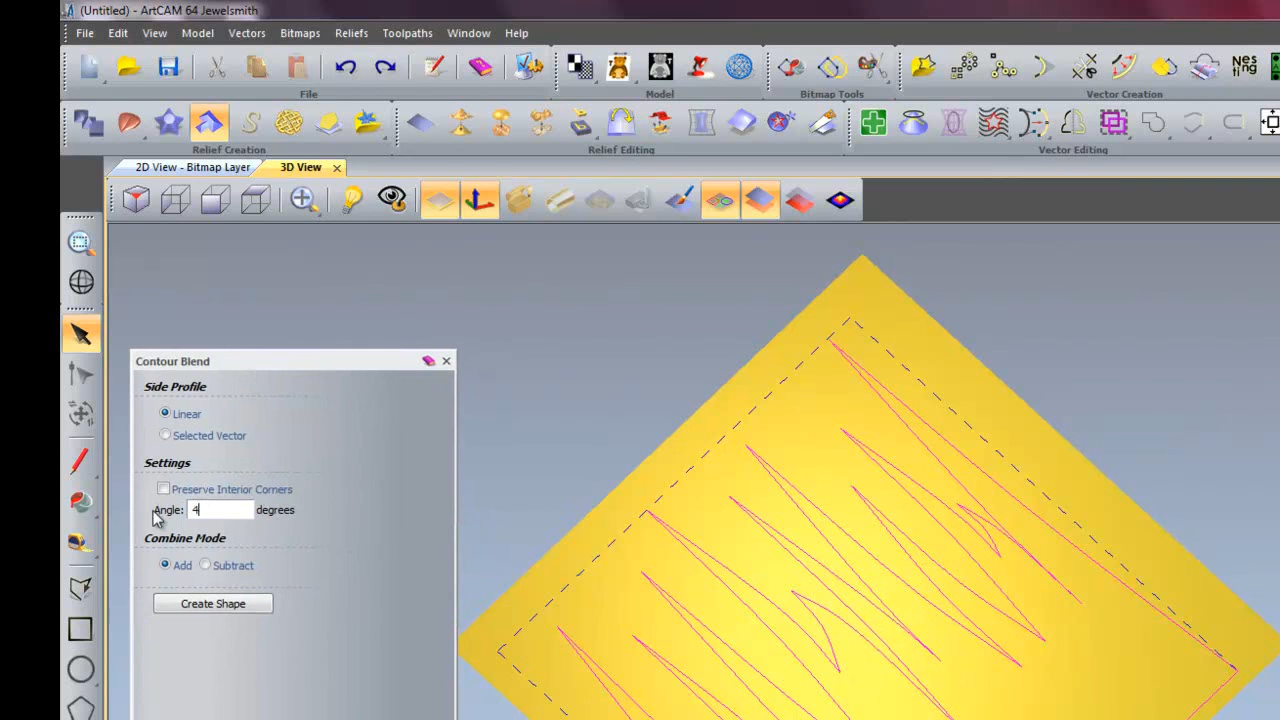 (Untitled) - ArtCAM 64 Jewelsmith
File Edit View Model Vectors Bitmaps Reliefs Toolpaths Window Help
Nes
ting
File Model Bitmap Tools Vector Creation
Relief Creation Relief Editing Vector Editing
2D View - Bitmap Layer 3D View
Contour Blend
Side Profile
Linear
Selected Vector
Settings
Preserve Interior Corners
Angle: 4 degrees
Combine Mode
Add Subtract
Create Shape